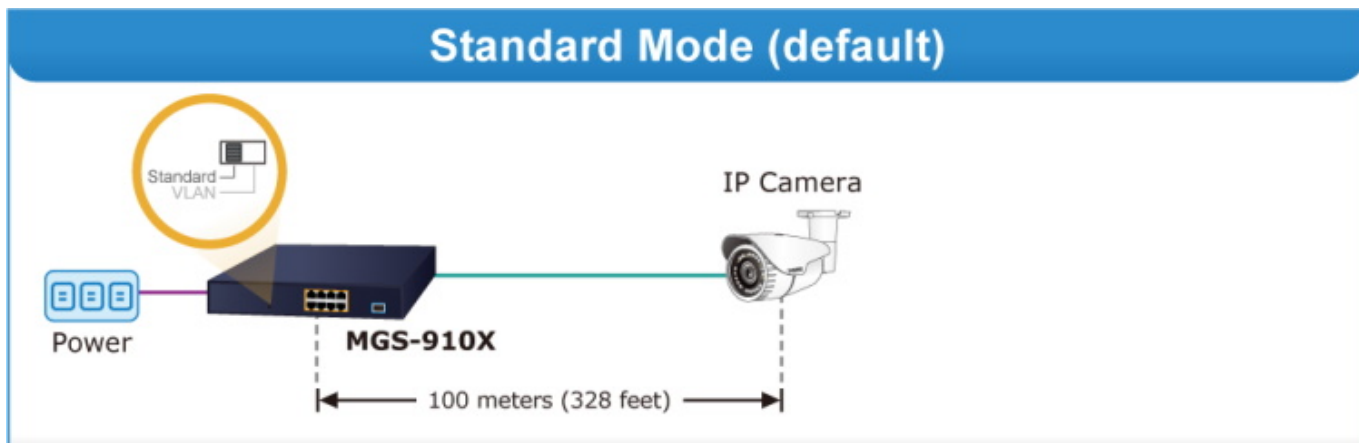 Standard Mode (default)
Standard
VLAN
IP Camera
Power
MGS-910X
100 meters (328 feet)